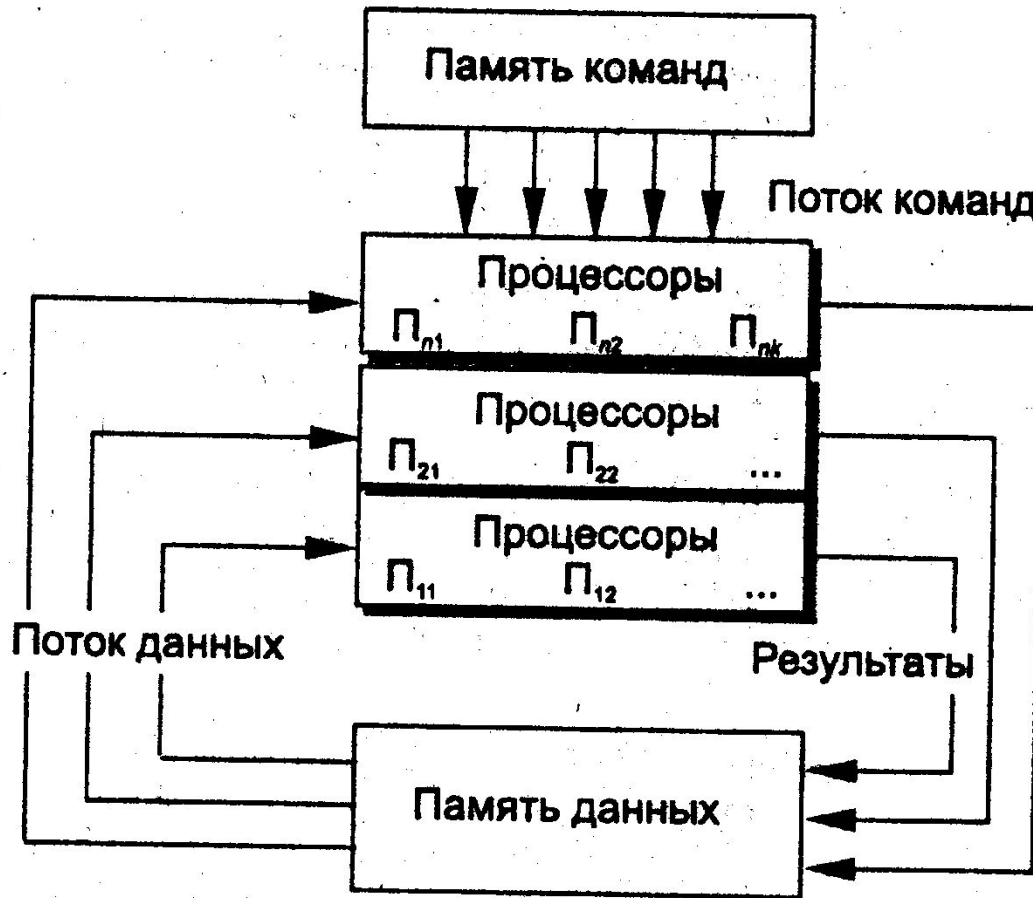 Память команд
Поток команд
Процессоры
Пn1 Пn2 Пnk
Процессоры
П21 П22 ...
Процессоры
П11 П12 ...
Поток данных
Результаты
Память данных